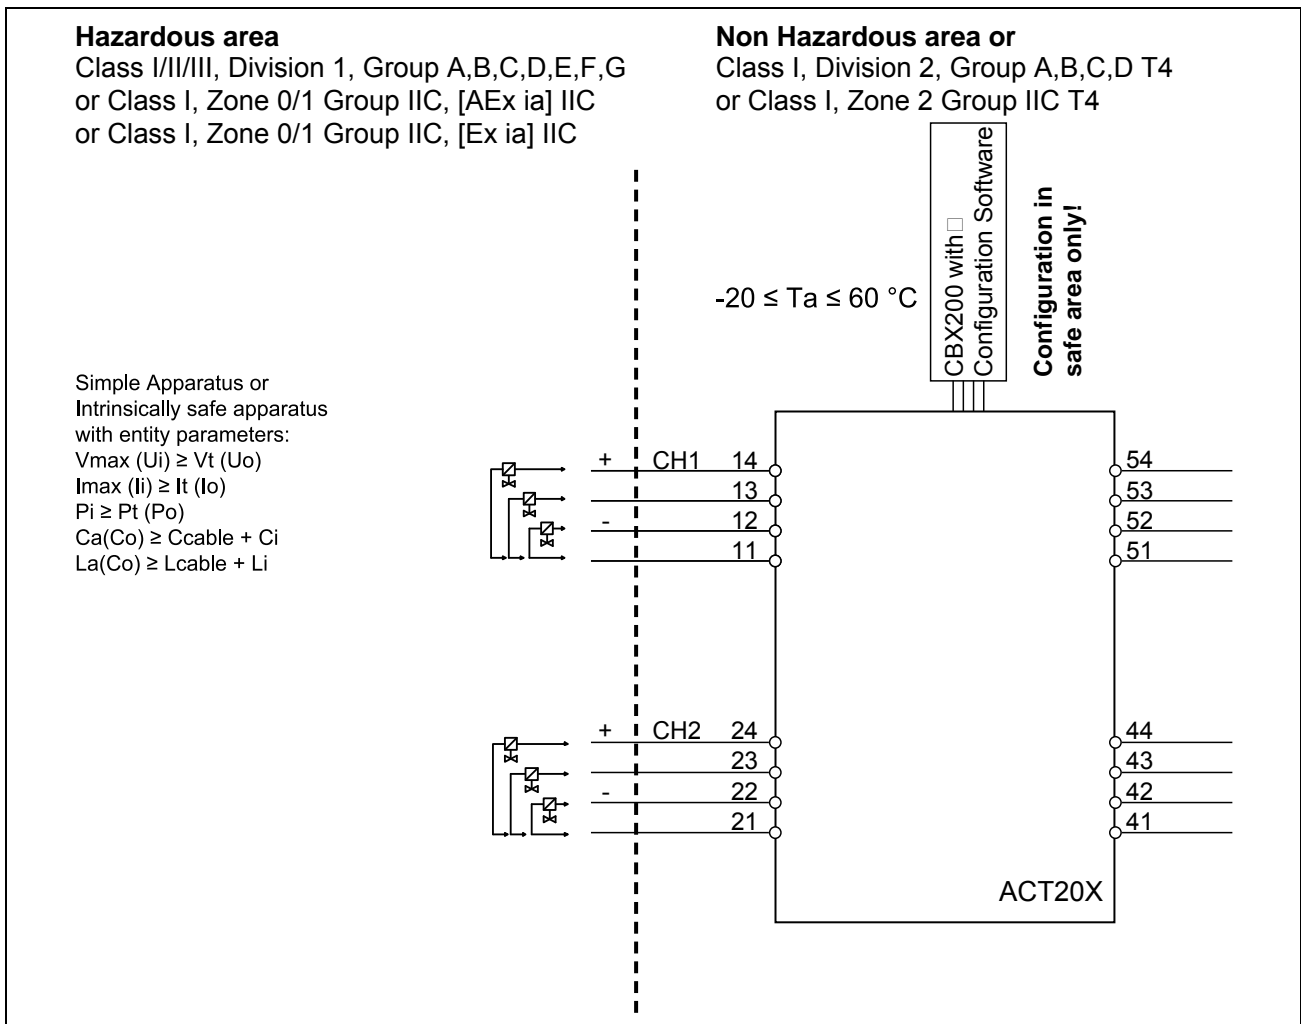 Hazardous area
Class I/II/III, Division 1, Group A,B,C,D,E,F,G
or Class I, Zone 0/1 Group IIC, [AEx ia] IIC
or Class I, Zone 0/1 Group IIC, [Ex ia] IIC
Non Hazardous area or
Class I, Division 2, Group A,B,C,D T4
or Class I, Zone 2 Group IIC T4
CBX200 with□
Configuration Software
Configuration in
safe area only!
-20 ≤ Ta ≤ 60 °C
Simple Apparatus or
Intrinsically safe apparatus
with entity parameters:
Vmax (Ui) ≥ Vt (Uo)
Imax (Ii) ≥ It (Io)
Pi ≥ Pt (Po)
Ca(Co) ≥ Ccable + Ci
La(Co) ≥ Lcable + Li
+ CH1 14
13
- 12
11
54
53
52
51
+ CH2 24
23
- 22
21
44
43
42
41
ACT20X